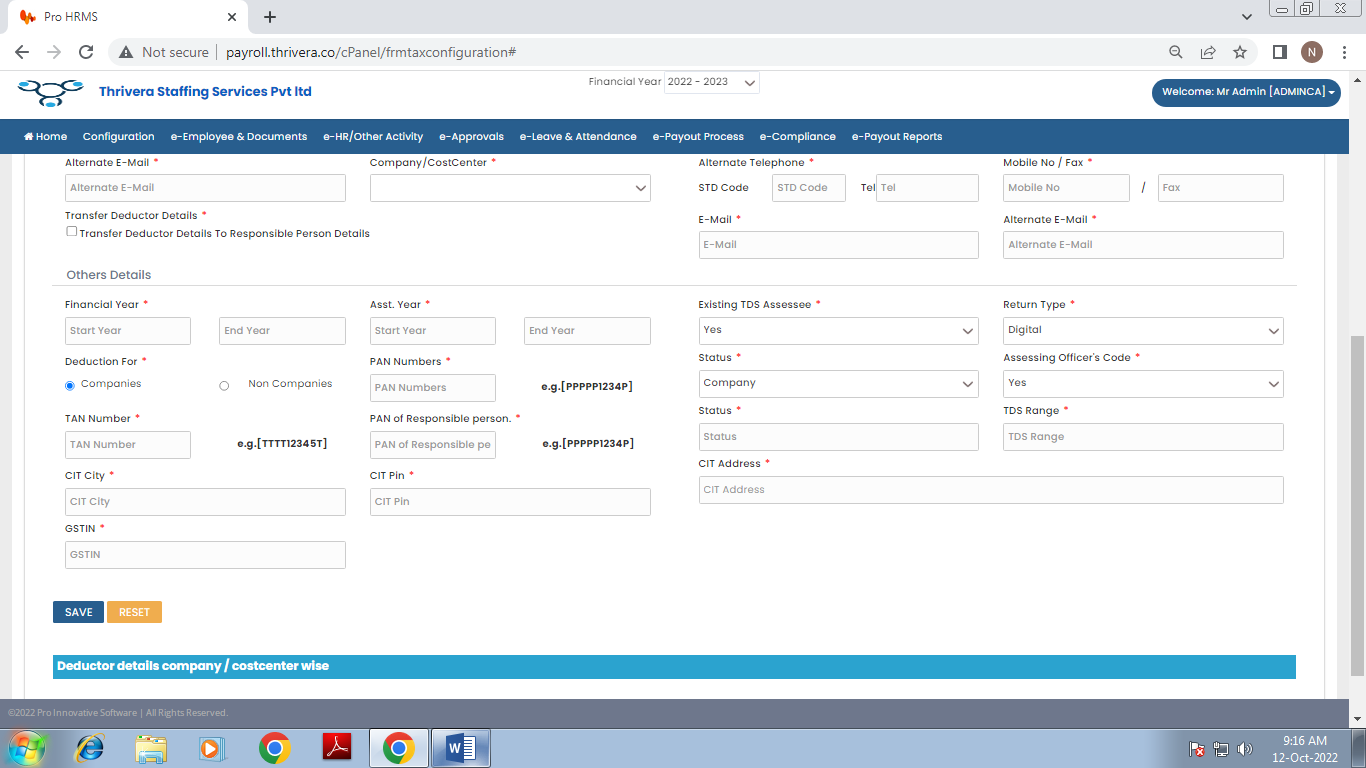 Pro HRMS
Not secure
payroll.thrivera.co/cPanel/frmtaxconfiguration#
N
Thrivera Staffing Services Pvt ltd
Financial Year 2022 - 2023
Welcome: Mr Admin [ADMINCA]
Home Configuration e-Employee & Documents e-HR/Other Activity e-Approvals e-Leave & Attendance e-Payout Process e-Compliance e-Payout Reports
Alternate E-Mail * Company/CostCenter * Alternate Telephone * Mobile No / Fax *
Alternate E-Mail STD Code STD Code Tel Tel Mobile No / Fax
Transfer Deductor Details * E-Mail * Alternate E-Mail *
Transfer Deductor Details To Responsible Person Details
E-Mail Alternate E-Mail
Others Details
Financial Year * Asst. Year * Existing TDS Assessee * Return Type *
Start Year End Year Start Year End Year Yes Digital
Deduction For * PAN Numbers * Status * Assessing Officer's Code *
Companies Non Companies PAN Numbers e.g.[PPPPP1234P] Company Yes
TAN Number * PAN of Responsible person. * Status * TDS Range *
TAN Number e.g.[TTTT12345T] PAN of Responsible pe e.g.[PPPPP1234P] Status TDS Range
CIT City * CIT Pin * CIT Address *
CIT City CIT Pin CIT Address
GSTIN *
GSTIN
SAVE RESET
Deductor details company / costcenter wise
©2022 Pro Innovative Software | All Rights Reserved.
9:16 AM
12-Oct-2022